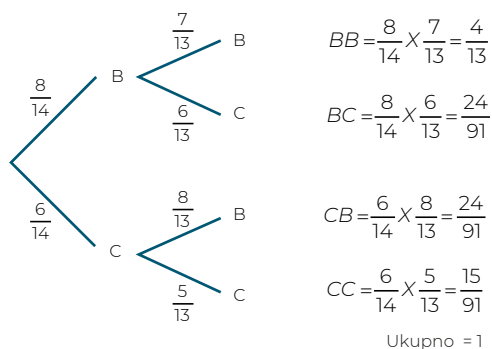 7/13 B
8/14 B
6/13 C
8/13 B
6/14 C
5/13 C
BB = 8/14 X 7/13 = 4/13
BC = 8/14 X 6/13 = 24/91
CB = 6/14 X 8/13 = 24/91
CC = 6/14 X 5/13 = 15/91
Ukupno = 1